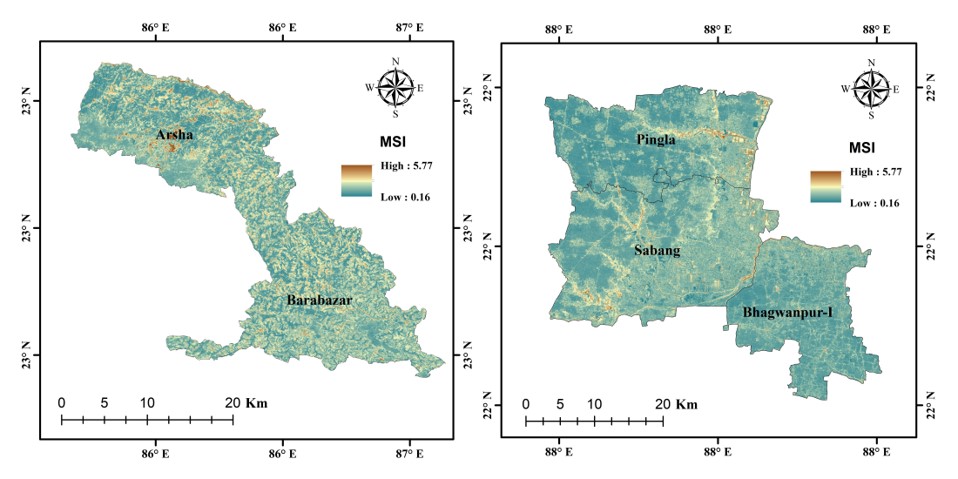 86° E 86° E 87° E
23° N 23° N 23° N
N
W E
S
MSI
High : 5.77
Low : 0.16
Arsha
Barabazar
0 5 10 20 Km
23° N 23° N 23° N
86° E 86° E 87° E
88° E 88° E 88° E
22° N 22° N 22° N
N
W E
S
MSI
High : 5.77
Low : 0.16
Pingla
Sabang
Bhagwanpur-I
0 5 10 20 Km
22° N 22° N 22° N
88° E 88° E 88° E